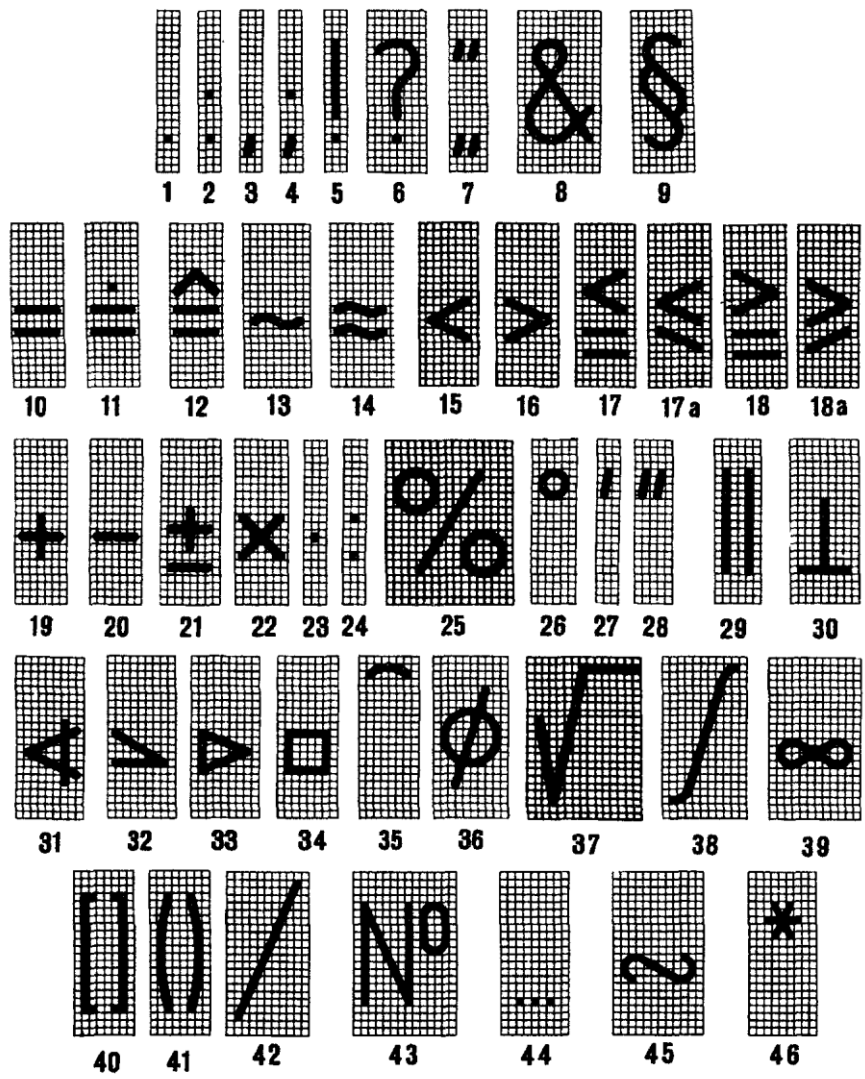 . : , ; ! ? " „ & §
1 2 3 4 5 6 7 8 9
= ≐ ≙ ~ ≈ < > ≦ ⩽ ≧ ⩾
10 11 12 13 14 15 16 17 17a 18 18a
+ − ± × · : % ° ′ ″ ∥ ⊥
19 20 21 22 23 24 25 26 27 28 29 30
∢ ⦣ ▷ □ ⌒ ⌀ √ ∫ ∞
31 32 33 34 35 36 37 38 39
[ ] ( ) / № ... ∾ *
40 41 42 43 44 45 46